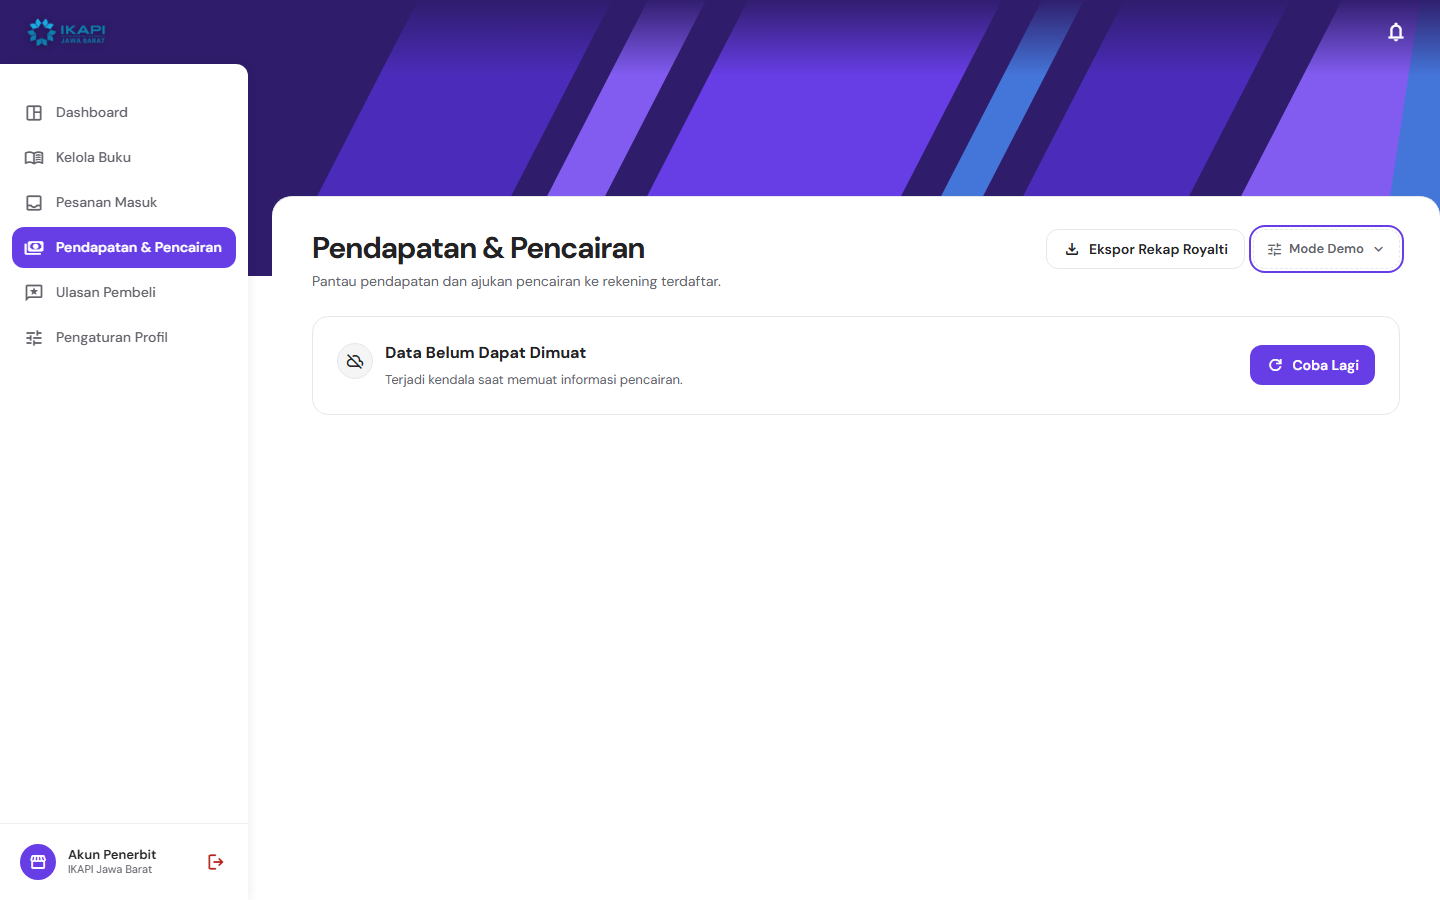 IKAPI
JAWA BARAT
Dashboard
Kelola Buku
Pesanan Masuk
Pendapatan & Pencairan
Ulasan Pembeli
Pengaturan Profil
Akun Penerbit
IKAPI Jawa Barat
Pendapatan & Pencairan
Pantau pendapatan dan ajukan pencairan ke rekening terdaftar.
Ekspor Rekap Royalti
Mode Demo
Data Belum Dapat Dimuat
Terjadi kendala saat memuat informasi pencairan.
Coba Lagi